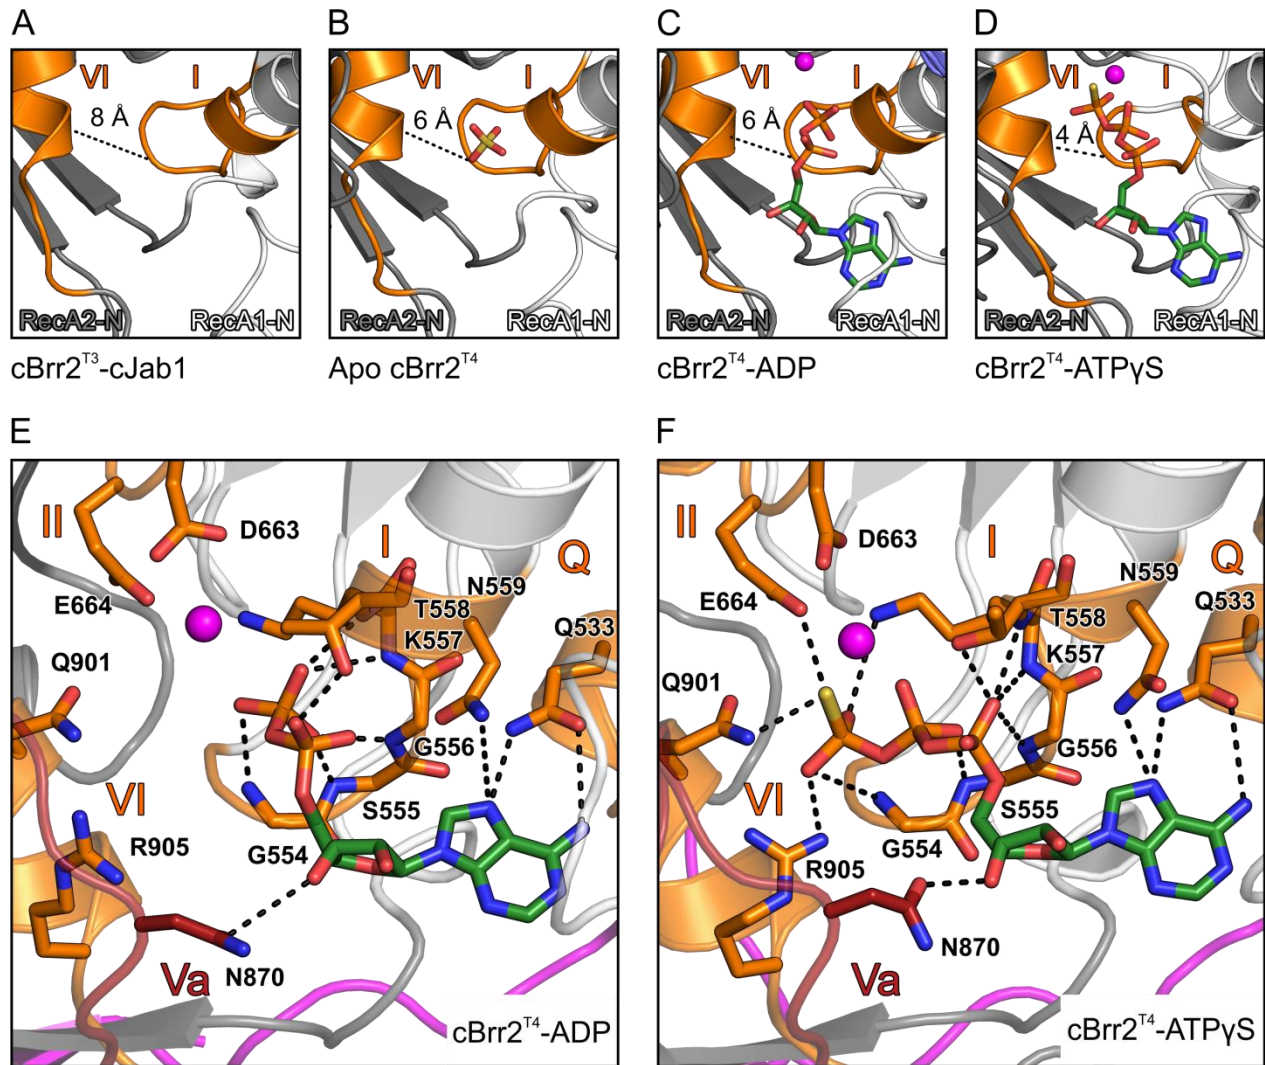 A B C D
VI I VI I VI I VI I
8 Å 6 Å 6 Å 4 Å
RecA2-N RecA1-N RecA2-N RecA1-N RecA2-N RecA1-N RecA2-N RecA1-N
cBrr2ᵀ³-cJab1 Apo cBrr2ᵀ⁴ cBrr2ᵀ⁴-ADP cBrr2ᵀ⁴-ATPγS
E
II
D663
I
Q
N559
E664
T558
Q533
K557
Q901
G556
VI
S555
R905
G554
N870
Va
cBrr2ᵀ⁴-ADP
F
II
D663
I
Q
N559
E664
T558
Q533
K557
Q901
G556
VI
S555
G554
R905
N870
Va
cBrr2ᵀ⁴-ATPγS